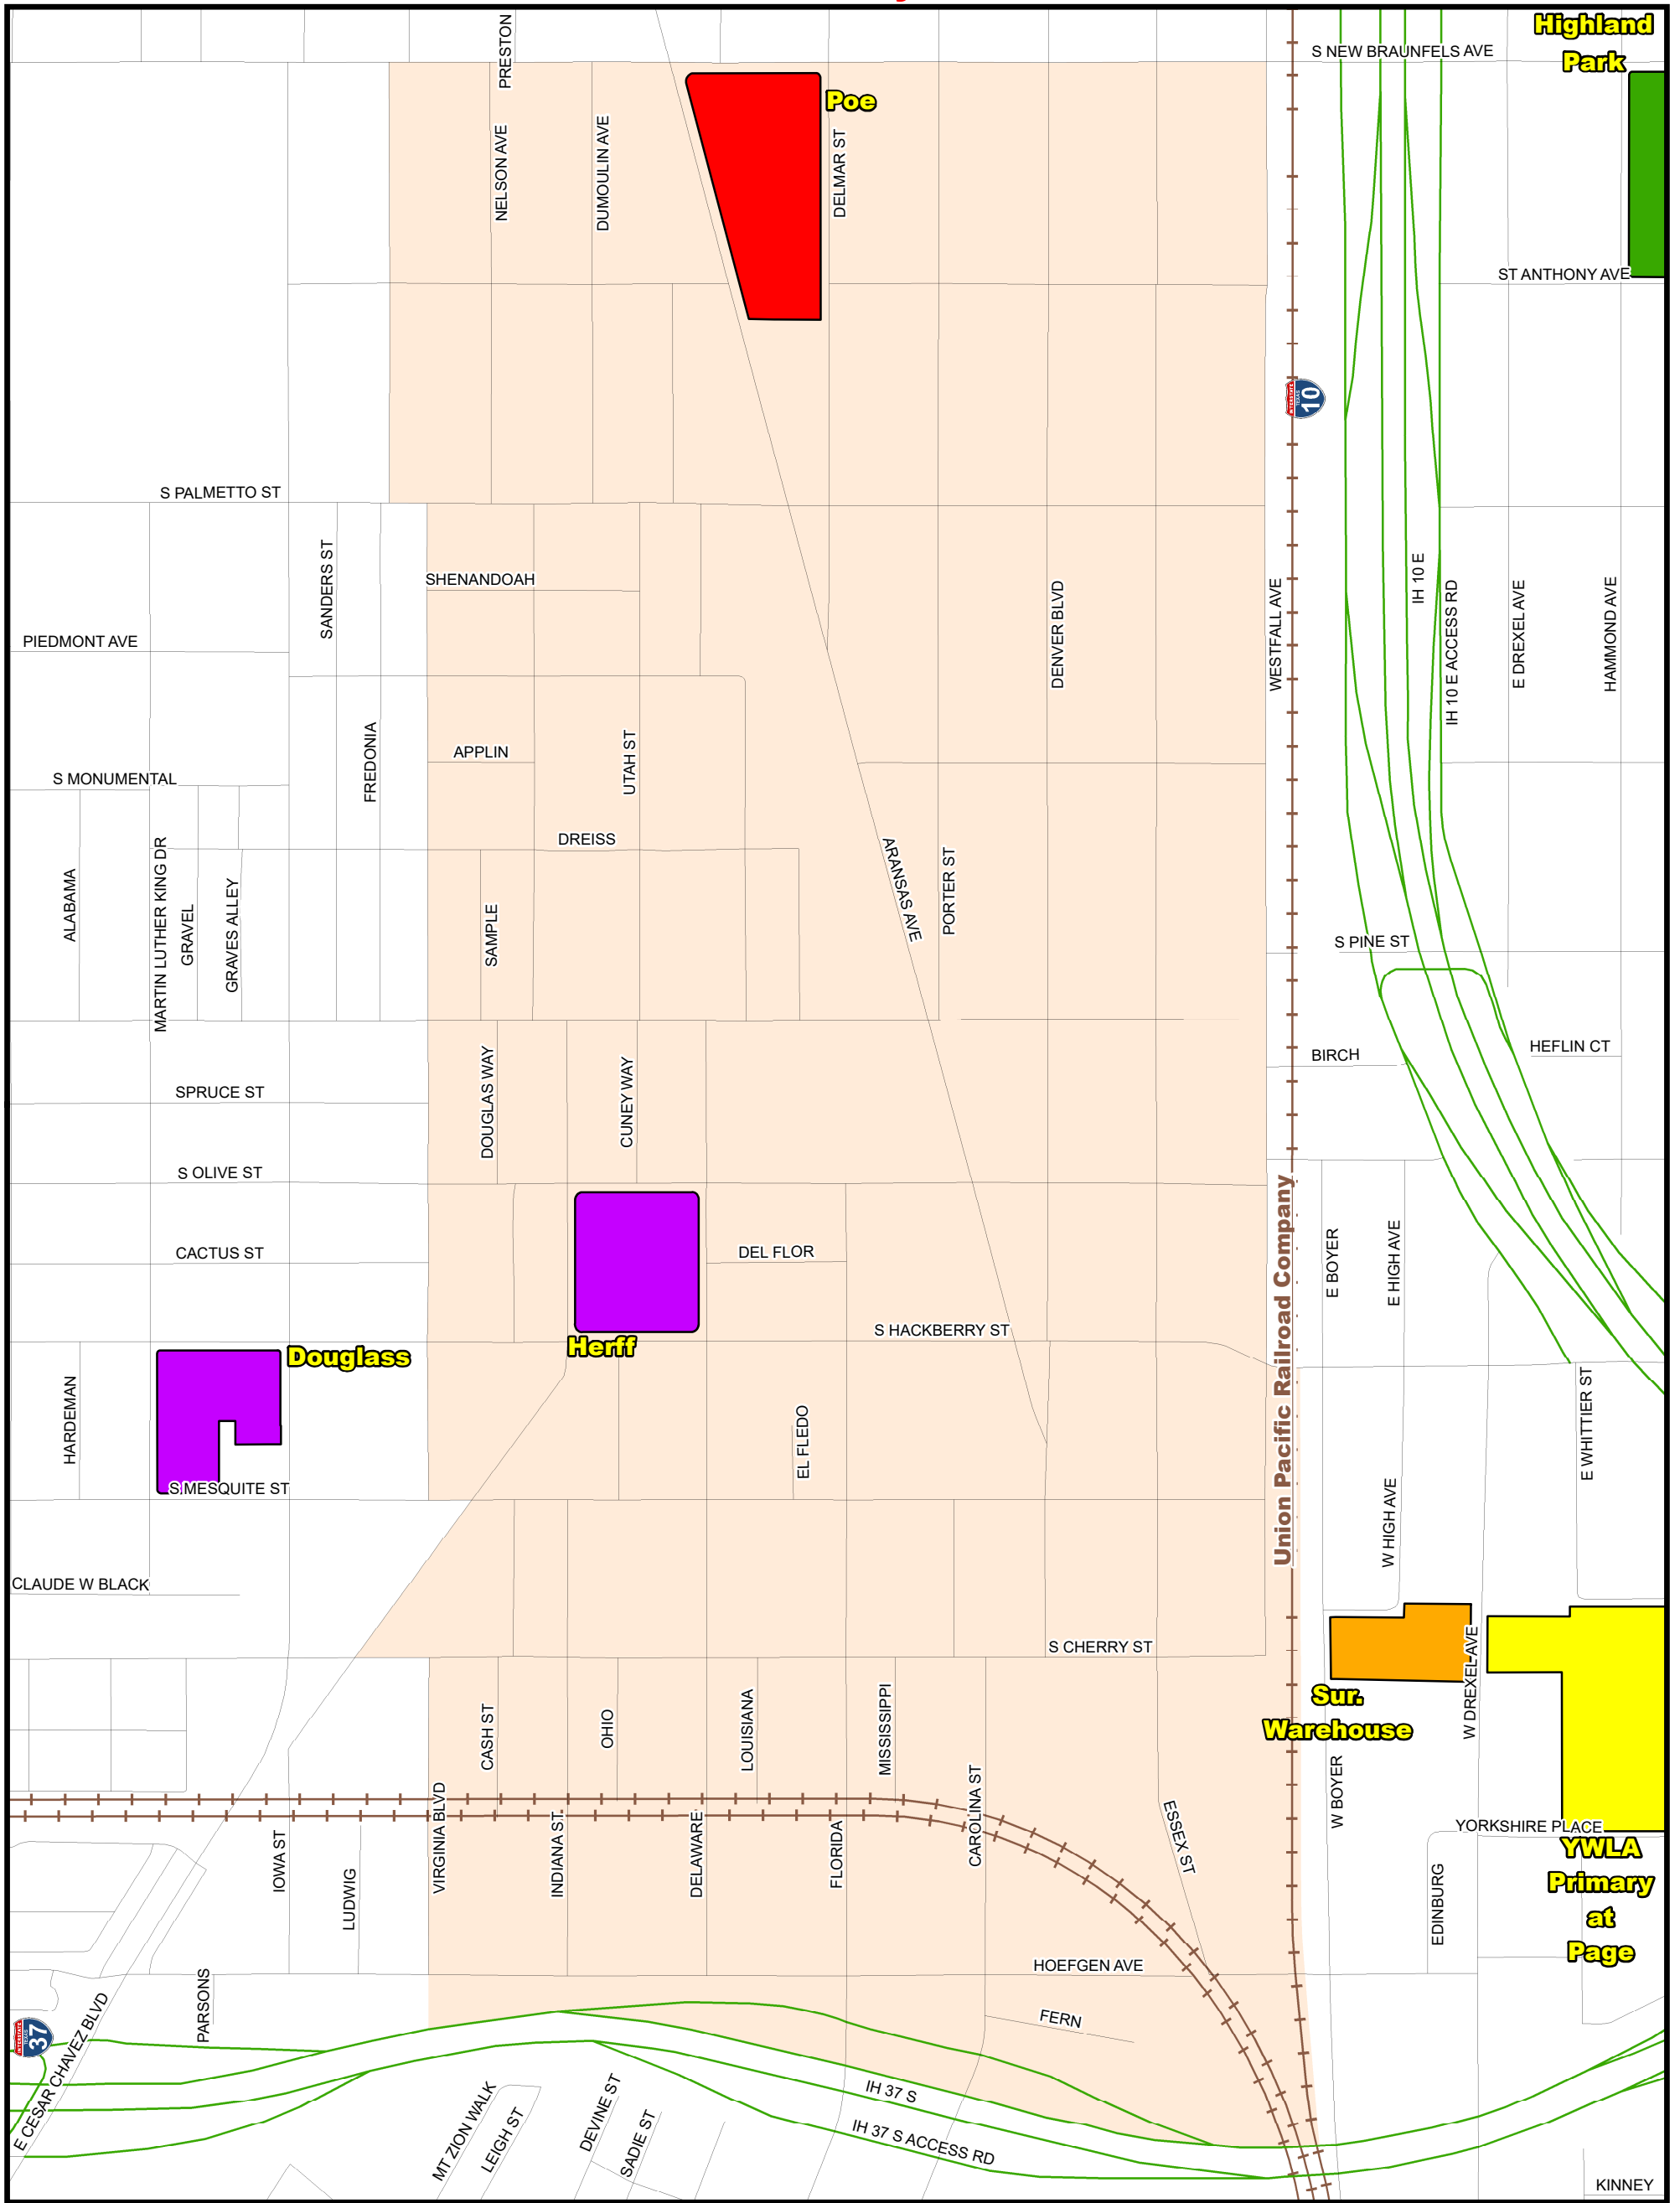 Highland
Park
S NEW BRAUNFELS AVE
PRESTON
Poe
NELSON AVE
DUMOULIN AVE
DELMAR ST
ST ANTHONY AVE
INTERSTATE
TEXAS
10
S PALMETTO ST
SANDERS ST
SHENANDOAH
DENVER BLVD
WESTFALL AVE
IH 10 E
IH 10 E ACCESS RD
E DREXEL AVE
HAMMOND AVE
PIEDMONT AVE
FREDONIA
APPLIN
UTAH ST
S MONUMENTAL
DREISS
ALABAMA
MARTIN LUTHER KING DR
GRAVEL
GRAVES ALLEY
SAMPLE
ARANSAS AVE
PORTER ST
S PINE ST
BIRCH
HEFLIN CT
SPRUCE ST
DOUGLAS WAY
CUNEY WAY
S OLIVE ST
CACTUS ST
DEL FLOR
E BOYER
E HIGH AVE
Union Pacific Railroad Company
S HACKBERRY ST
Herff
Douglass
HARDEMAN
EL FLEDO
E WHITTIER ST
S MESQUITE ST
W HIGH AVE
CLAUDE W BLACK
S CHERRY ST
W DREXEL AVE
Sur.
Warehouse
CASH ST
OHIO
LOUISIANA
MISSISSIPPI
VIRGINIA BLVD
INDIANA ST
DELAWARE
FLORIDA
CAROLINA ST
ESSEX ST
W BOYER
YORKSHIRE PLACE
YWLA
Primary
at
Page
IOWA ST
LUDWIG
EDINBURG
HOEFGEN AVE
PARSONS
FERN
INTERSTATE
TEXAS
37
E CESAR CHAVEZ BLVD
MT ZION WALK
LEIGH ST
DEVINE ST
SADIE ST
IH 37 S
IH 37 S ACCESS RD
KINNEY